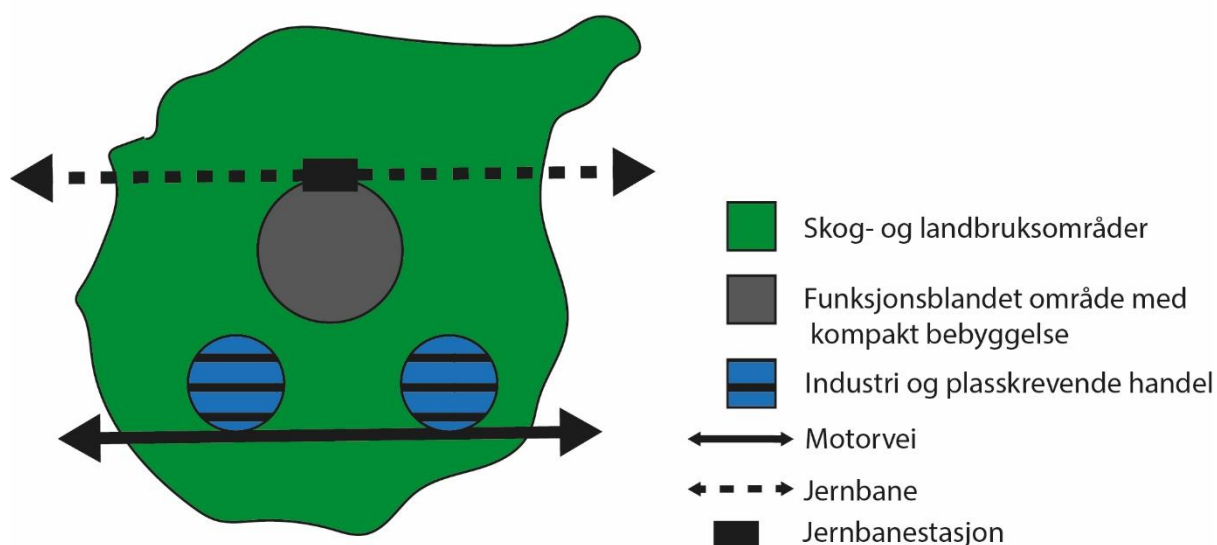 Skog- og landbruksområder
Funksjonsblandet område med
kompakt bebyggelse
Industri og plasskrevende handel
Motorvei
Jernbane
Jernbanestasjon